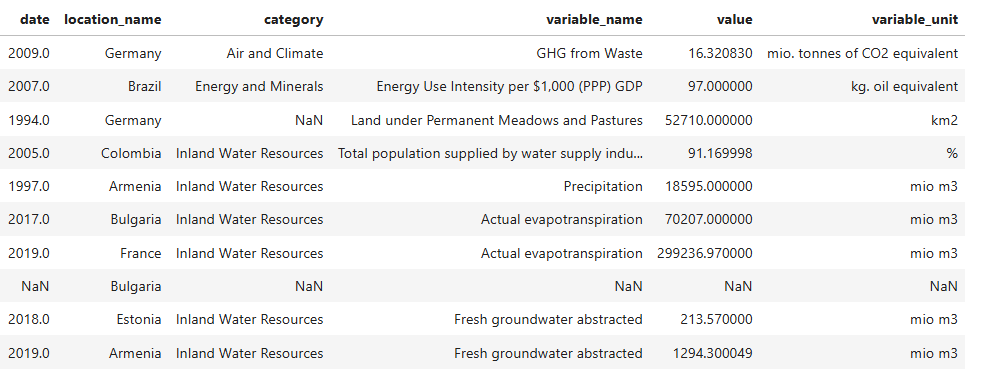 date location_name category variable_name value variable_unit
2009.0 Germany Air and Climate GHG from Waste 16.320830 mio. tonnes of CO2 equivalent
2007.0 Brazil Energy and Minerals Energy Use Intensity per $1,000 (PPP) GDP 97.000000 kg. oil equivalent
1994.0 Germany NaN Land under Permanent Meadows and Pastures 52710.000000 km2
2005.0 Colombia Inland Water Resources Total population supplied by water supply indu... 91.169998 %
1997.0 Armenia Inland Water Resources Precipitation 18595.000000 mio m3
2017.0 Bulgaria Inland Water Resources Actual evapotranspiration 70207.000000 mio m3
2019.0 France Inland Water Resources Actual evapotranspiration 299236.970000 mio m3
NaN Bulgaria NaN NaN NaN NaN
2018.0 Estonia Inland Water Resources Fresh groundwater abstracted 213.570000 mio m3
2019.0 Armenia Inland Water Resources Fresh groundwater abstracted 1294.300049 mio m3